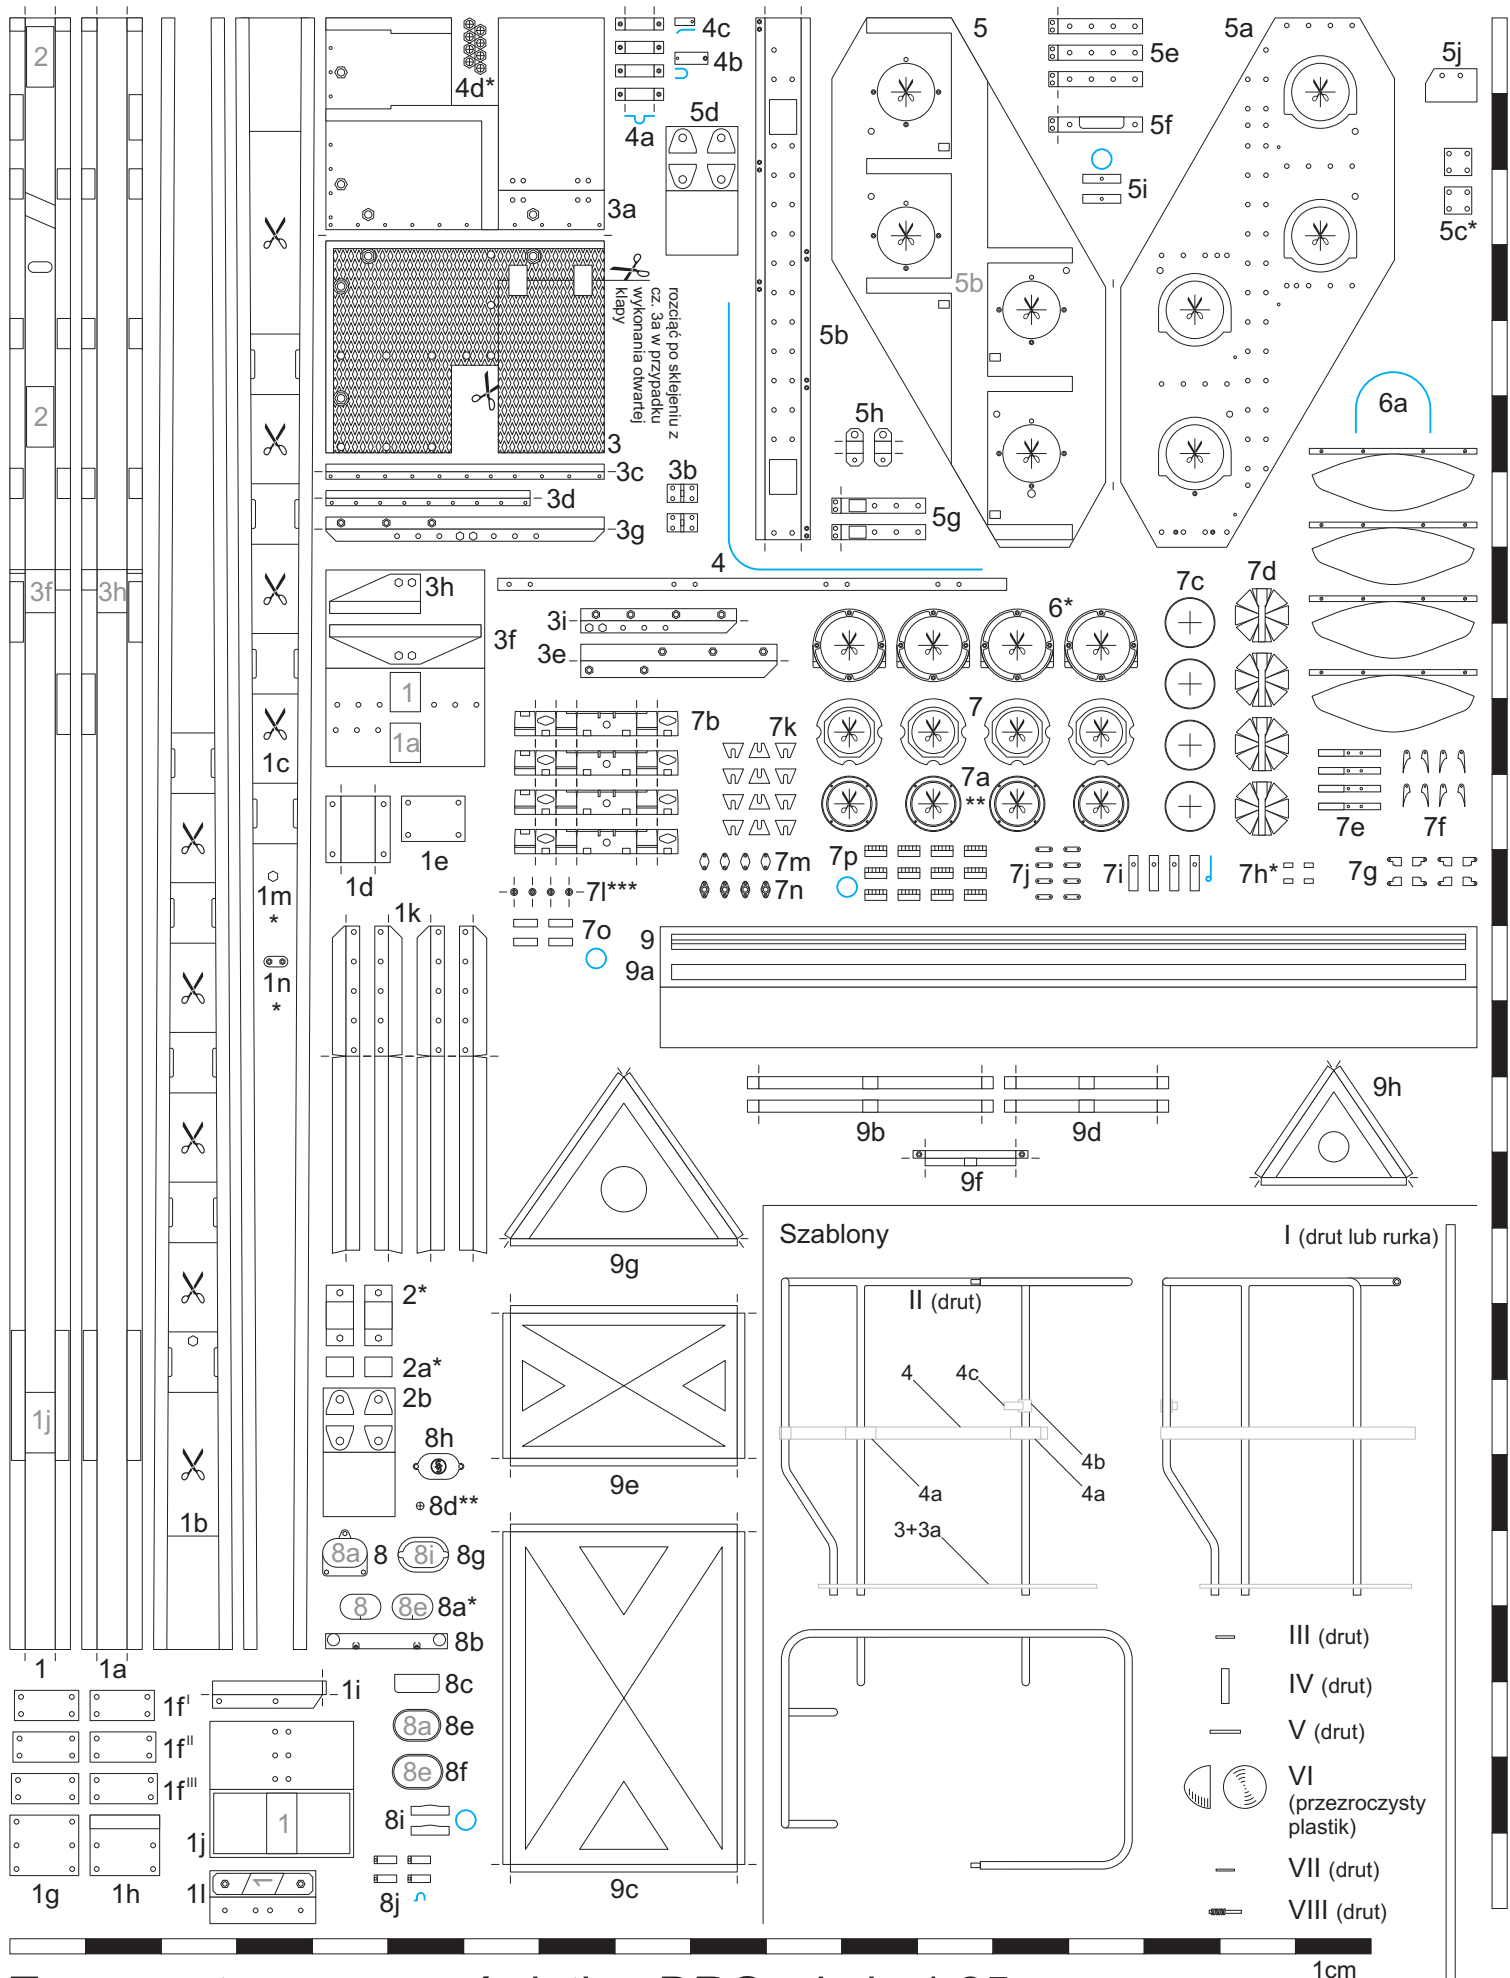 2
4d*
4c
4b
4a
5d
5
5e
5f
5i
5a
5j
5c*
3a
rozciąć po sklejeniu z
cz. 3a w przypadku
wykonania otwartej
klapy
3
5b
5b
5h
5g
6a
2
3c
3d
3g
3b
4
3f
3h
3h
3f
3i
3e
6*
7c
7d
1
1a
1c
7b
7k
7
7a
**
7e
7f
1d
1e
1m
*
1n
*
7l***
7m
7n
7o
7p
7j
7i
7h*
7g
1k
9
9a
9b
9d
9f
9h
9g
Szablony
I (drut lub rurka)
II (drut)
4
4c
4b
4a
4a
3+3a
2*
2a*
2b
8h
8d**
9e
1j
1b
8a
8
8i
8g
8
8e
8a*
8b
1
1a
1i
8c
8a
8e
8e
8f
8i
8j
9c
III (drut)
IV (drut)
V (drut)
VI
(przezroczysty
plastik)
VII (drut)
VIII (drut)
1f I
1f II
1f III
1j
1
1g
1h
1l
1
1cm